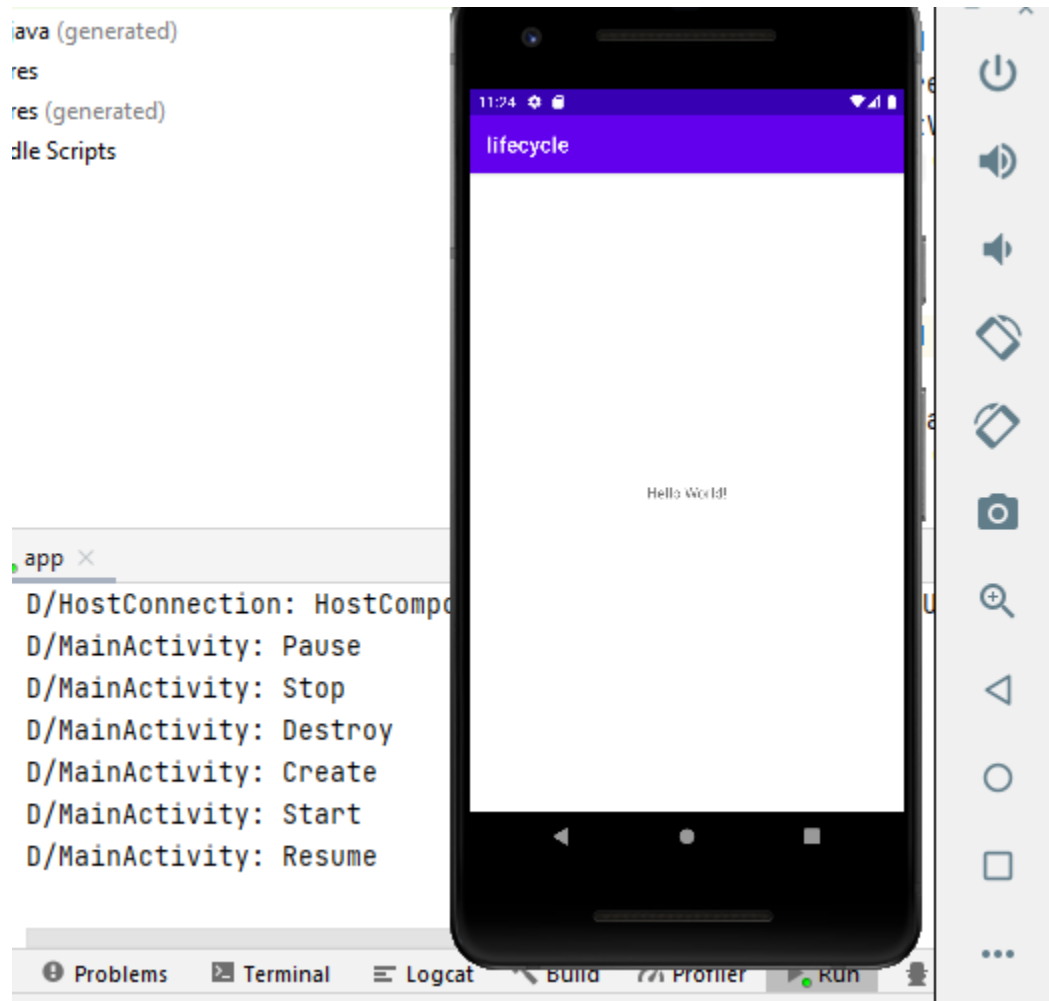 java (generated)
res
res (generated)
dle Scripts
11:24
lifecycle
Hello World!
app
D/HostConnection: HostCompo
D/MainActivity: Pause
D/MainActivity: Stop
D/MainActivity: Destroy
D/MainActivity: Create
D/MainActivity: Start
D/MainActivity: Resume
Problems Terminal Logcat Build Profiler Run